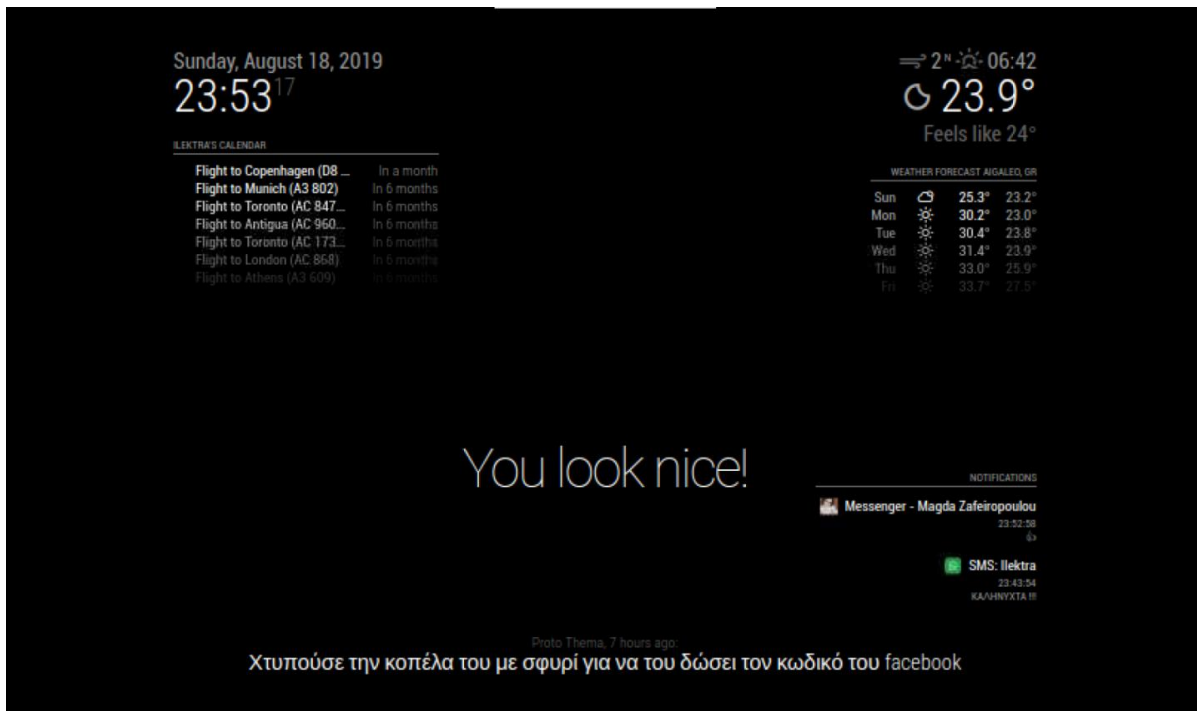 Sunday, August 18, 2019
23:53 17
ILEKTRA'S CALENDAR
Flight to Copenhagen (D8 ... In a month
Flight to Munich (A3 802) In 6 months
Flight to Toronto (AC 847... In 6 months
Flight to Antigua (AC 960... In 6 months
Flight to Toronto (AC 173... In 6 months
Flight to London (AC 868) In 6 months
Flight to Athens (A3 609) In 6 months
2 N 06:42
23.9°
Feels like 24°
WEATHER FORECAST AIGALEO, GR
Sun 25.3° 23.2°
Mon 30.2° 23.0°
Tue 30.4° 23.8°
Wed 31.4° 23.9°
Thu 33.0° 25.9°
Fri 33.7° 27.5°
You look nice!
NOTIFICATIONS
Messenger - Magda Zafeiropoulou
23:52:58
SMS: Ilektra
23:43:54
ΚΑΛΗΝΥΧΤΑ !!!
Proto Thema, 7 hours ago:
Χτυπούσε την κοπέλα του με σφυρί για να του δώσει τον κωδικό του facebook